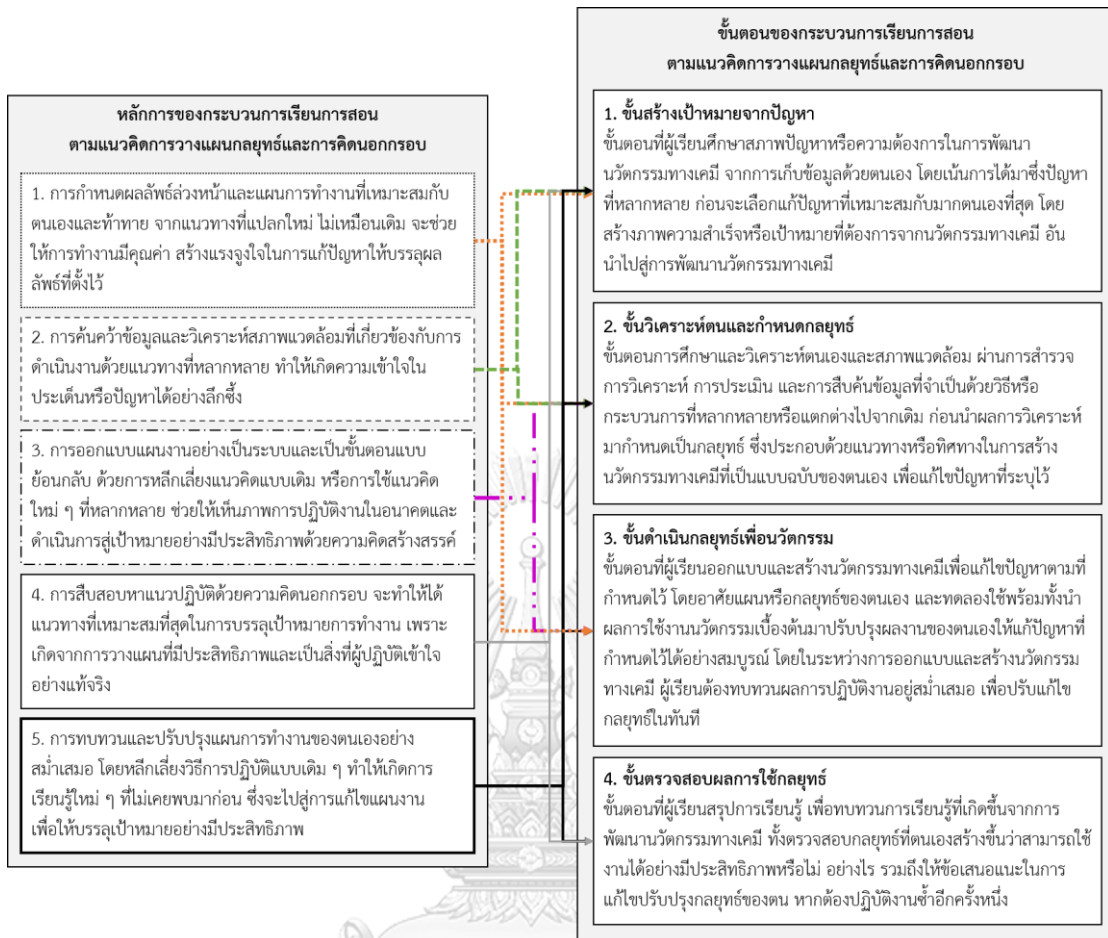 หลักการของกระบวนการเรียนการสอน
ตามแนวคิดการวางแผนกลยุทธ์และการคิดนอกกรอบ
1. การกำหนดผลลัพธ์ล่วงหน้าและแผนการทำงานที่เหมาะสมกับ
ตนเองและท้าทาย จากแนวทางที่แปลกใหม่ ไม่เหมือนเดิม จะช่วย
ให้การทำงานมีคุณค่า สร้างแรงจูงใจในการแก้ปัญหาให้บรรลุผล
ลัพธ์ที่ตั้งไว้
2. การค้นคว้าข้อมูลและวิเคราะห์สภาพแวดล้อมที่เกี่ยวข้องกับการ
ดำเนินงานด้วยแนวทางที่หลากหลาย ทำให้เกิดความเข้าใจใน
ประเด็นหรือปัญหาได้อย่างลึกซึ้ง
3. การออกแบบแผนงานอย่างเป็นระบบและเป็นขั้นตอนแบบ
ย้อนกลับ ด้วยการหลีกเลี่ยงแนวคิดแบบเดิม หรือการใช้แนวคิด
ใหม่ ๆ ที่หลากหลาย ช่วยให้เห็นภาพการปฏิบัติงานในอนาคตและ
ดำเนินการสู่เป้าหมายอย่างมีประสิทธิภาพด้วยความคิดสร้างสรรค์
4. การสืบสอบหาแนวปฏิบัติด้วยความคิดนอกกรอบ จะทำให้ได้
แนวทางที่เหมาะสมที่สุดในการบรรลุเป้าหมายการทำงาน เพราะ
เกิดจากการวางแผนที่มีประสิทธิภาพและเป็นสิ่งที่ผู้ปฏิบัติเข้าใจ
อย่างแท้จริง
5. การทบทวนและปรับปรุงแผนการทำงานของตนเองอย่าง
สม่ำเสมอ โดยหลีกเลี่ยงวิธีการปฏิบัติแบบเดิม ๆ ทำให้เกิดการ
เรียนรู้ใหม่ ๆ ที่ไม่เคยพบมาก่อน ซึ่งจะไปสู่การแก้ไขแผนงาน
เพื่อให้บรรลุเป้าหมายอย่างมีประสิทธิภาพ
ขั้นตอนของกระบวนการเรียนการสอน
ตามแนวคิดการวางแผนกลยุทธ์และการคิดนอกกรอบ
1. ขั้นสร้างเป้าหมายจากปัญหา
ขั้นตอนที่ผู้เรียนศึกษาสภาพปัญหาหรือความต้องการในการพัฒนา
นวัตกรรมทางเคมี จากการเก็บข้อมูลด้วยตนเอง โดยเน้นการได้มาซึ่งปัญหา
ที่หลากหลาย ก่อนจะเลือกแก้ปัญหาที่เหมาะสมกับมากตนเองที่สุด โดย
สร้างภาพความสำเร็จหรือเป้าหมายที่ต้องการจากนวัตกรรมทางเคมี อัน
นำไปสู่การพัฒนานวัตกรรมทางเคมี
2. ขั้นวิเคราะห์ตนและกำหนดกลยุทธ์
ขั้นตอนการศึกษาและวิเคราะห์ตนเองและสภาพแวดล้อม ผ่านการสำรวจ
การวิเคราะห์ การประเมิน และการสืบค้นข้อมูลที่จำเป็นด้วยวิธีหรือ
กระบวนการที่หลากหลายหรือแตกต่างไปจากเดิม ก่อนนำผลการวิเคราะห์
มากำหนดเป็นกลยุทธ์ ซึ่งประกอบด้วยแนวทางหรือทิศทางในการสร้าง
นวัตกรรมทางเคมีที่เป็นแบบฉบับของตนเอง เพื่อแก้ไขปัญหาที่ระบุไว้
3. ขั้นดำเนินกลยุทธ์เพื่อนวัตกรรม
ขั้นตอนที่ผู้เรียนออกแบบและสร้างนวัตกรรมทางเคมีเพื่อแก้ไขปัญหาตามที่
กำหนดไว้ โดยอาศัยแผนหรือกลยุทธ์ของตนเอง และทดลองใช้พร้อมทั้งนำ
ผลการใช้งานนวัตกรรมเบื้องต้นมาปรับปรุงผลงานของตนเองให้แก้ปัญหาที่
กำหนดไว้ได้อย่างสมบูรณ์ โดยในระหว่างการออกแบบและสร้างนวัตกรรม
ทางเคมี ผู้เรียนต้องทบทวนผลการปฏิบัติงานอยู่สม่ำเสมอ เพื่อปรับแก้ไข
กลยุทธ์ในทันที
4. ขั้นตรวจสอบผลการใช้กลยุทธ์
ขั้นตอนที่ผู้เรียนสรุปการเรียนรู้ เพื่อทบทวนการเรียนรู้ที่เกิดขึ้นจากการ
พัฒนานวัตกรรมทางเคมี ทั้งตรวจสอบกลยุทธ์ที่ตนเองสร้างขึ้นว่าสามารถใช้
งานได้อย่างมีประสิทธิภาพหรือไม่ อย่างไร รวมถึงให้ข้อเสนอแนะในการ
แก้ไขปรับปรุงกลยุทธ์ของตน หากต้องปฏิบัติงานซ้ำอีกครั้งหนึ่ง